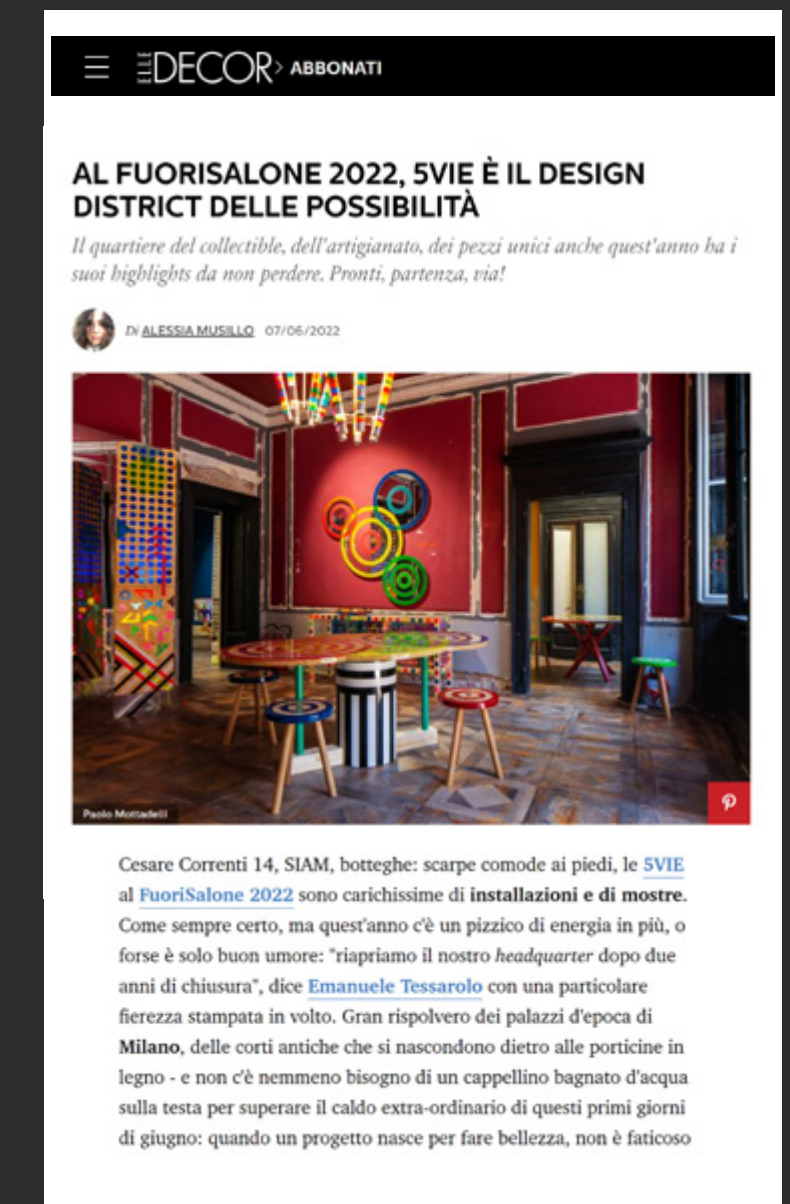 ELLE DECOR > ABBONATI
AL FUORISALONE 2022, 5VIE È IL DESIGN
DISTRICT DELLE POSSIBILITÀ
Il quartiere del collectible, dell'artigianato, dei pezzi unici anche quest'anno ha i
suoi highlights da non perdere. Pronti, partenza, via!
Di ALESSIA MUSILLO 07/06/2022
Paolo Mottadelli
Cesare Correnti 14, SIAM, botteghe: scarpe comode ai piedi, le 5VIE
al FuoriSalone 2022 sono carichissime di installazioni e di mostre.
Come sempre certo, ma quest'anno c'è un pizzico di energia in più, o
forse è solo buon umore: "riapriamo il nostro headquarter dopo due
anni di chiusura", dice Emanuele Tessarolo con una particolare
fierezza stampata in volto. Gran rispolvero dei palazzi d'epoca di
Milano, delle corti antiche che si nascondono dietro alle porticine in
legno - e non c'è nemmeno bisogno di un cappellino bagnato d'acqua
sulla testa per superare il caldo extra-ordinario di questi primi giorni
di giugno: quando un progetto nasce per fare bellezza, non è faticoso